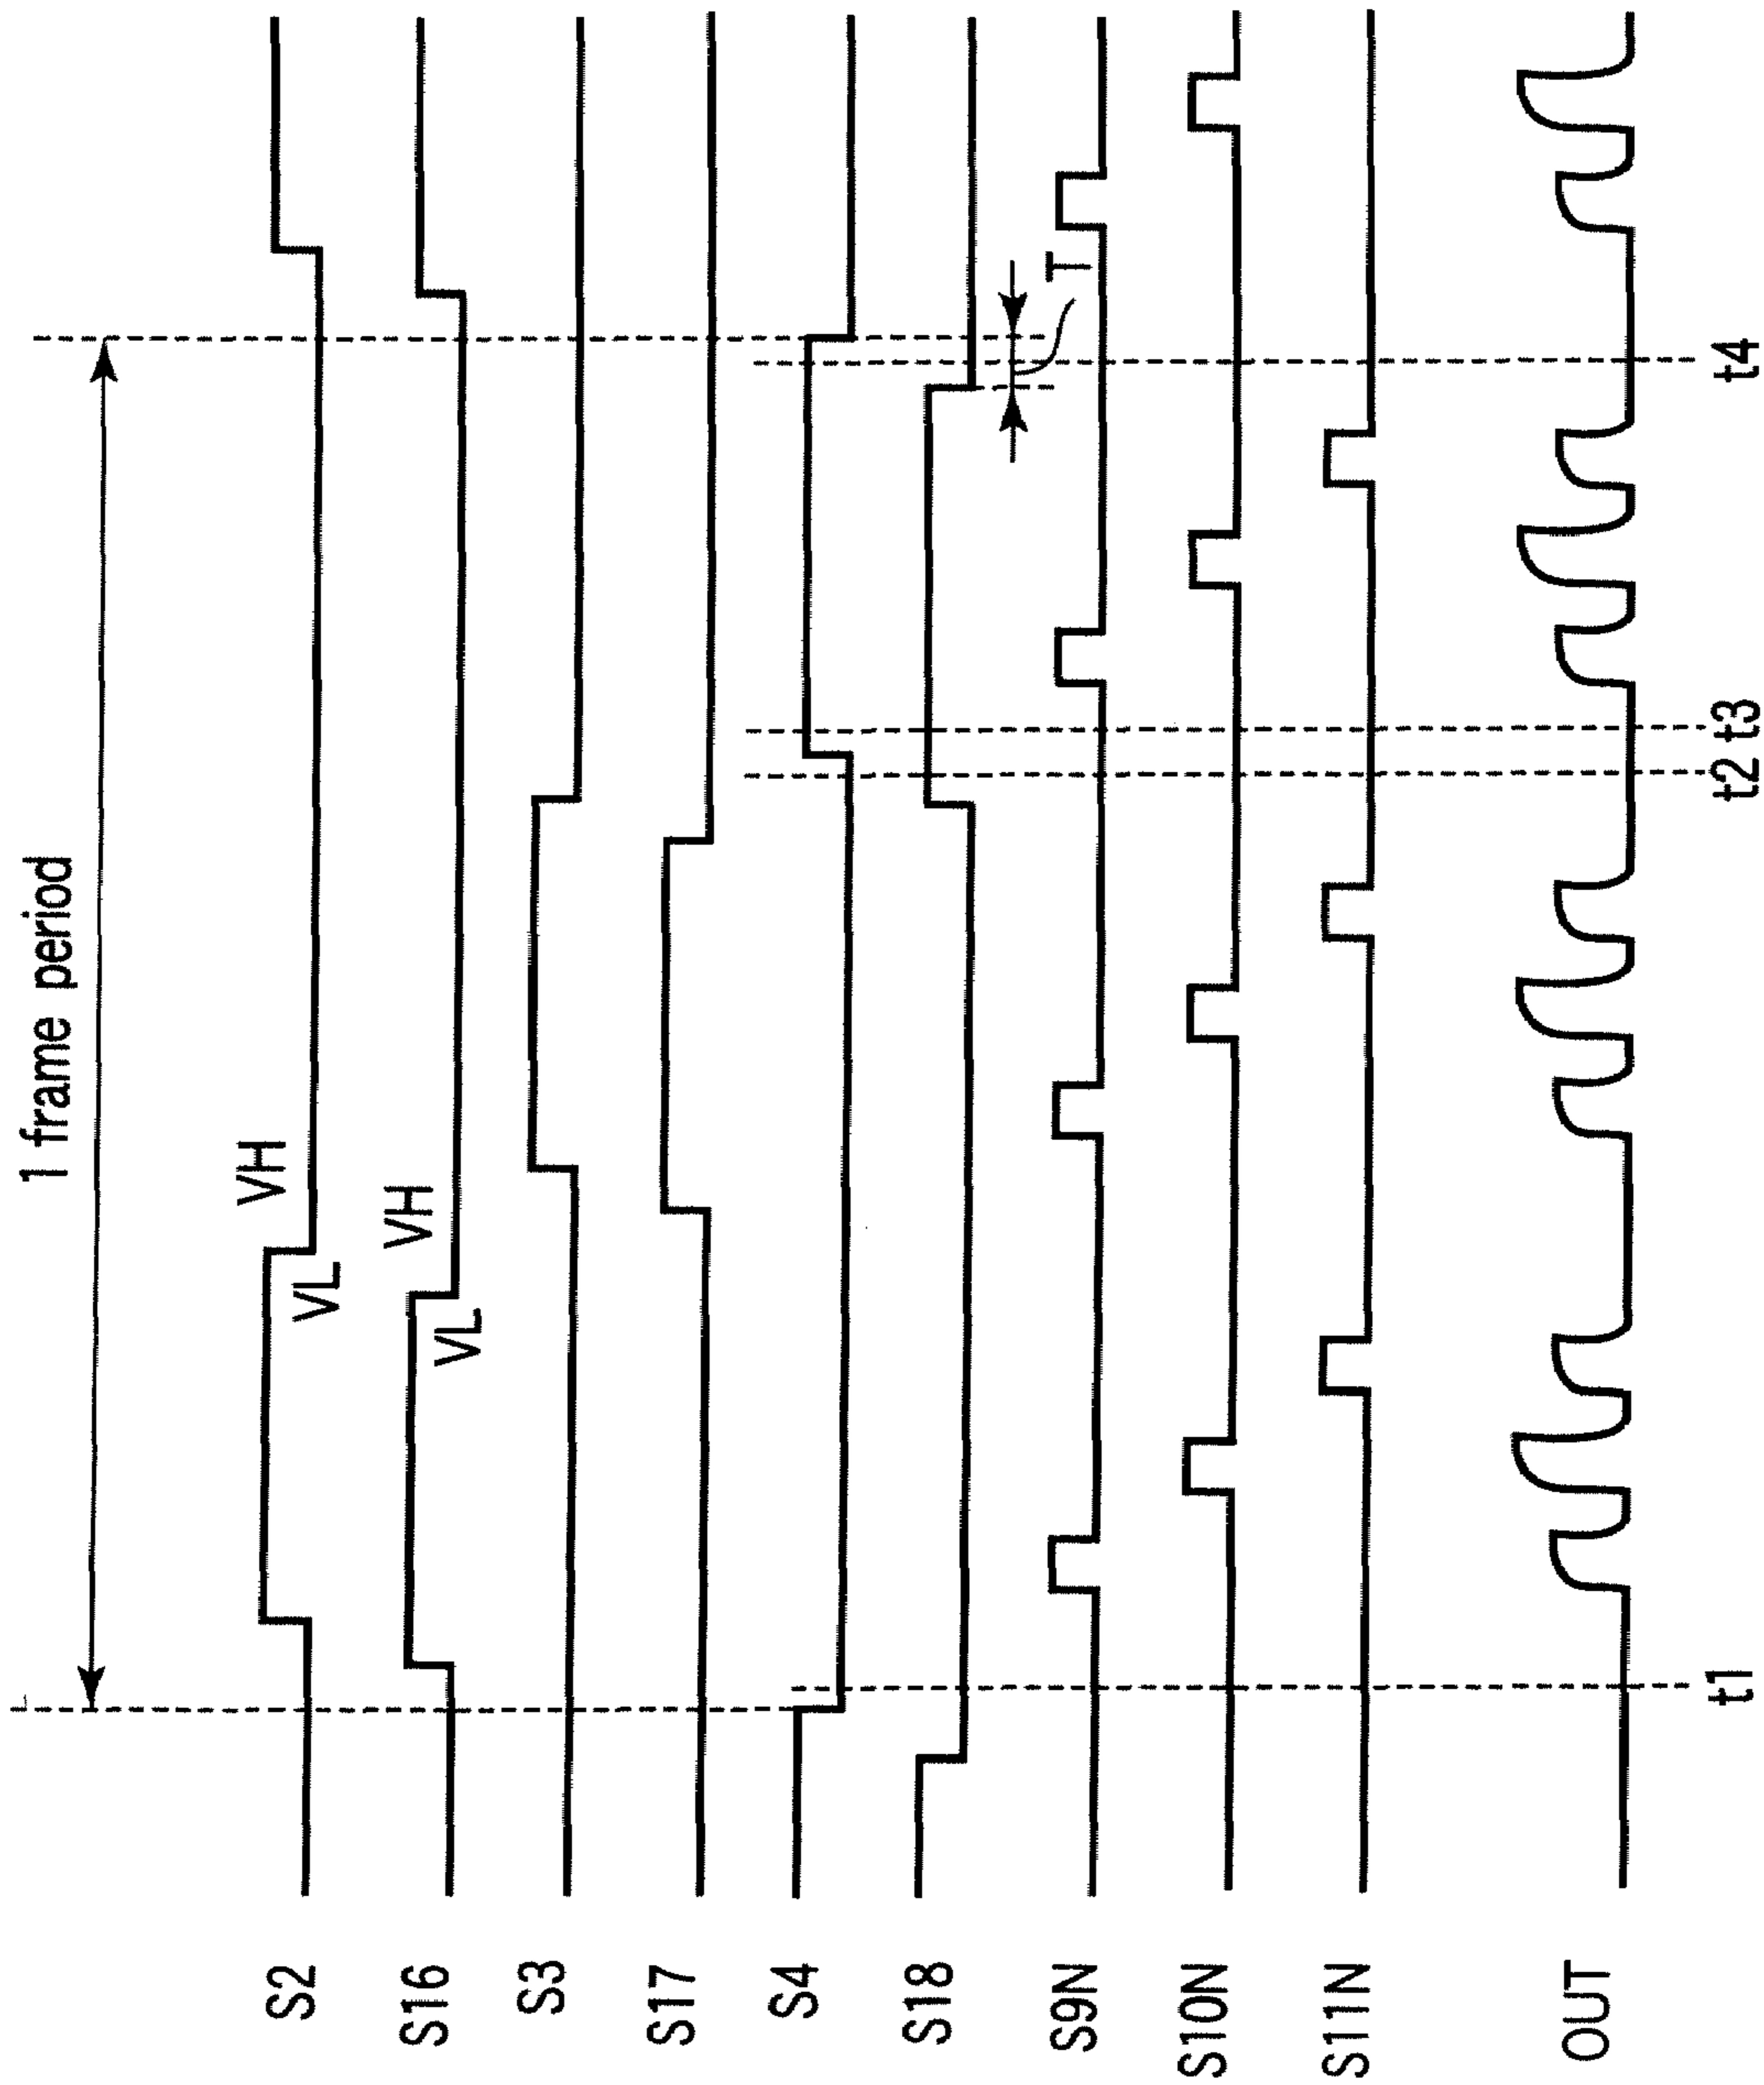 1 frame period
S2
VH
VL
S16
VH
VL
S3
S17
S4
S18
T
S9N
S10N
S11N
OUT
t1
t2
t3
t4